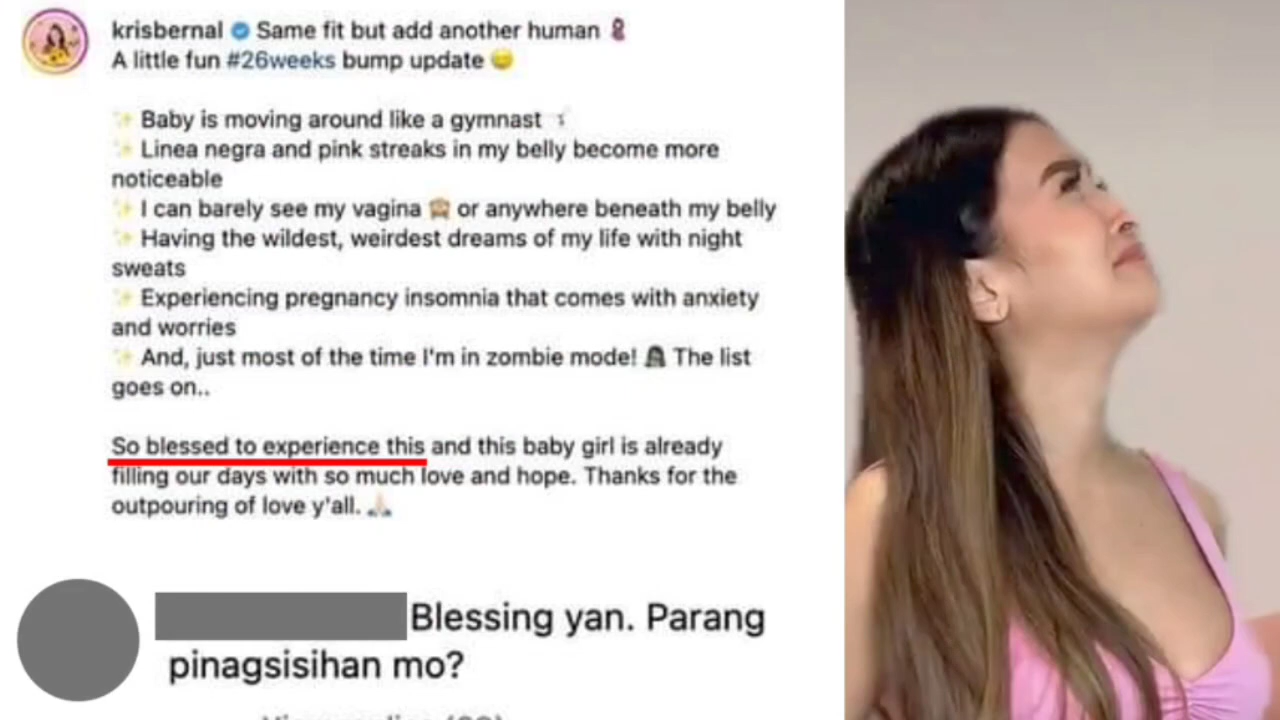 krisbernal Same fit but add another human
A little fun #26weeks bump update
Baby is moving around like a gymnast
Linea negra and pink streaks in my belly become more
noticeable
I can barely see my vagina 🙈 or anywhere beneath my belly
Having the wildest, weirdest dreams of my life with night
sweats
Experiencing pregnancy insomnia that comes with anxiety
and worries
And, just most of the time I'm in zombie mode! The list
goes on..
So blessed to experience this and this baby girl is already
filling our days with so much love and hope. Thanks for the
outpouring of love y'all. 🙏🏻
Blessing yan. Parang
pinagsisihan mo?